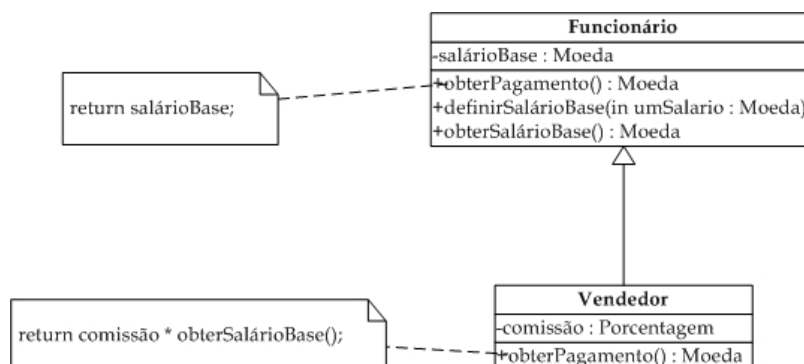 Funcionário
-salárioBase : Moeda
+obterPagamento() : Moeda
+definirSalárioBase(in umSalario : Moeda)
+obterSalárioBase() : Moeda
return salárioBase;
Vendedor
-comissão : Porcentagem
+obterPagamento() : Moeda
return comissão * obterSalárioBase();